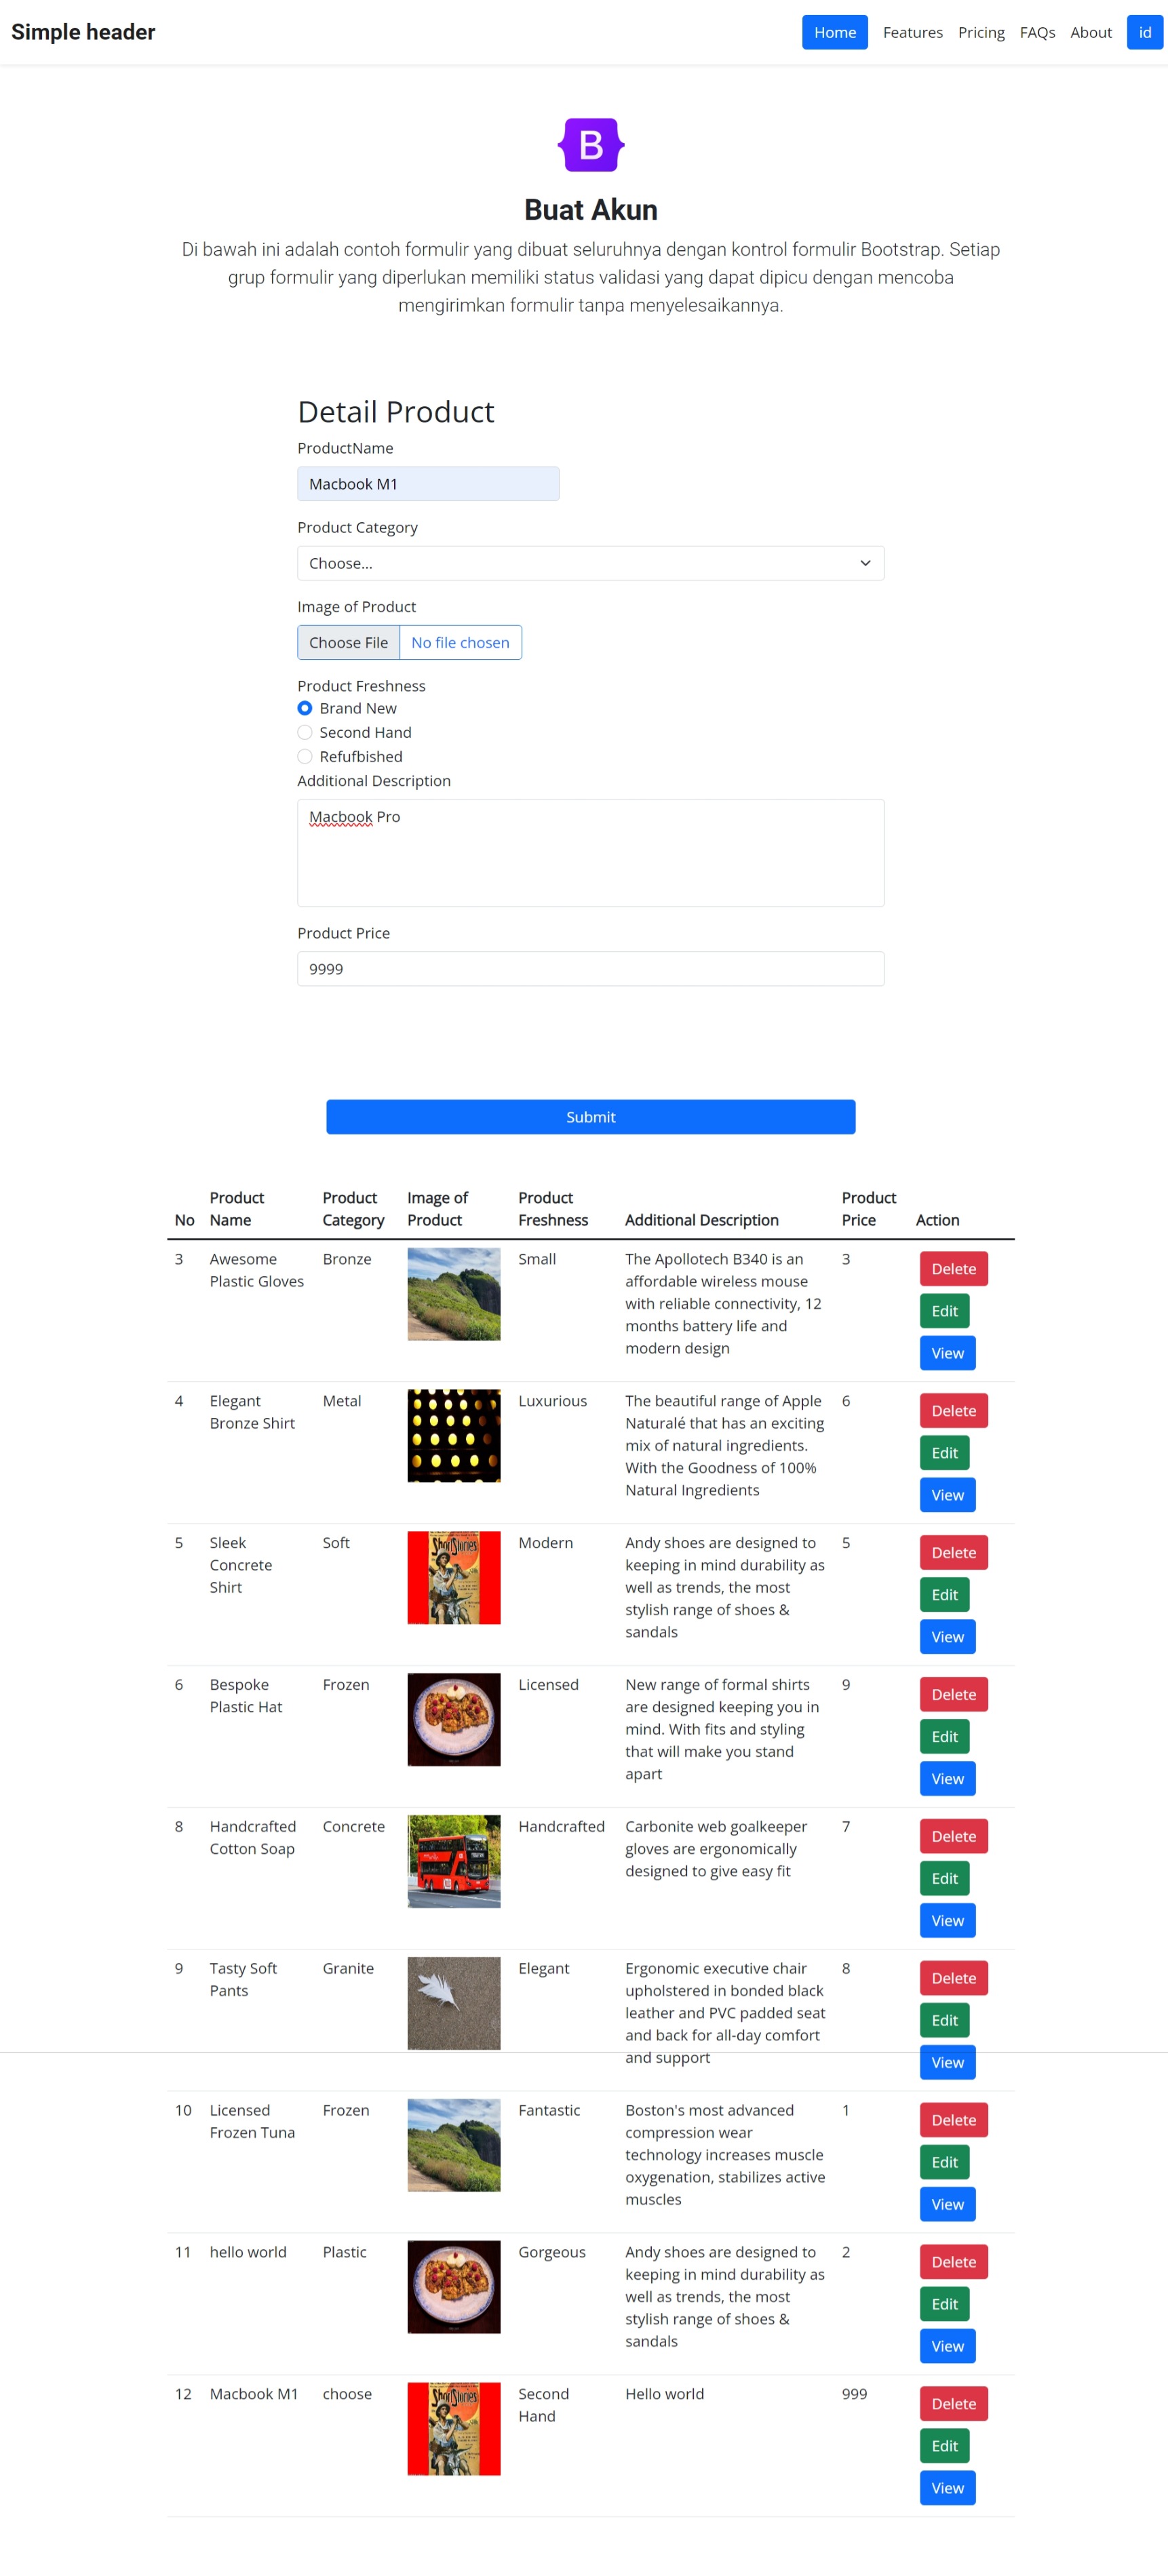 Simple header
Home Features Pricing FAQs About id
B
Buat Akun
Di bawah ini adalah contoh formulir yang dibuat seluruhnya dengan kontrol formulir Bootstrap. Setiap
grup formulir yang diperlukan memiliki status validasi yang dapat dipicu dengan mencoba
mengirimkan formulir tanpa menyelesaikannya.
Detail Product
ProductName
Macbook M1
Product Category
Choose...
Image of Product
Choose File No file chosen
Product Freshness
Brand New
Second Hand
Refufbished
Additional Description
Macbook Pro
Product Price
9999
Submit
Product Product Image of Product Product
No Name Category Product Freshness Additional Description Price Action
3 Awesome Bronze Small The Apollotech B340 is an 3 Delete
Plastic Gloves affordable wireless mouse
with reliable connectivity, 12 Edit
months battery life and
modern design View
4 Elegant Metal Luxurious The beautiful range of Apple 6 Delete
Bronze Shirt Naturalé that has an exciting
mix of natural ingredients. Edit
With the Goodness of 100%
Natural Ingredients View
5 Sleek Soft Short Stories Modern Andy shoes are designed to 5 Delete
Concrete keeping in mind durability as
Shirt well as trends, the most Edit
stylish range of shoes &
sandals View
6 Bespoke Frozen Licensed New range of formal shirts 9 Delete
Plastic Hat are designed keeping you in
mind. With fits and styling Edit
that will make you stand
apart View
8 Handcrafted Concrete Handcrafted Carbonite web goalkeeper 7 Delete
Cotton Soap gloves are ergonomically
designed to give easy fit Edit
View
9 Tasty Soft Granite Elegant Ergonomic executive chair 8 Delete
Pants upholstered in bonded black
leather and PVC padded seat Edit
and back for all-day comfort
and support View
10 Licensed Frozen Fantastic Boston's most advanced 1 Delete
Frozen Tuna compression wear
technology increases muscle Edit
oxygenation, stabilizes active
muscles View
11 hello world Plastic Gorgeous Andy shoes are designed to 2 Delete
keeping in mind durability as
well as trends, the most Edit
stylish range of shoes &
sandals View
12 Macbook M1 choose Short Stories Second Hello world 999 Delete
Hand
Edit
View